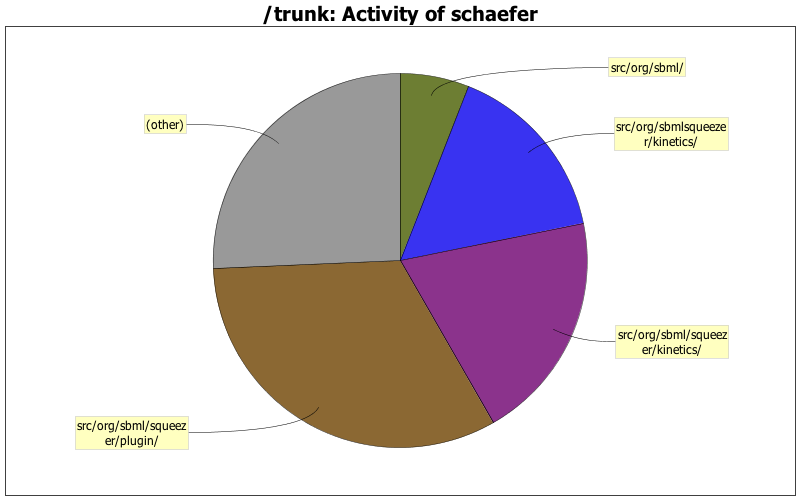 /trunk: Activity of schaefer
src/org/sbml/
src/org/sbmlsqueeze
r/kinetics/
(other)
src/org/sbml/squeez
er/kinetics/
src/org/sbml/squeez
er/plugin/